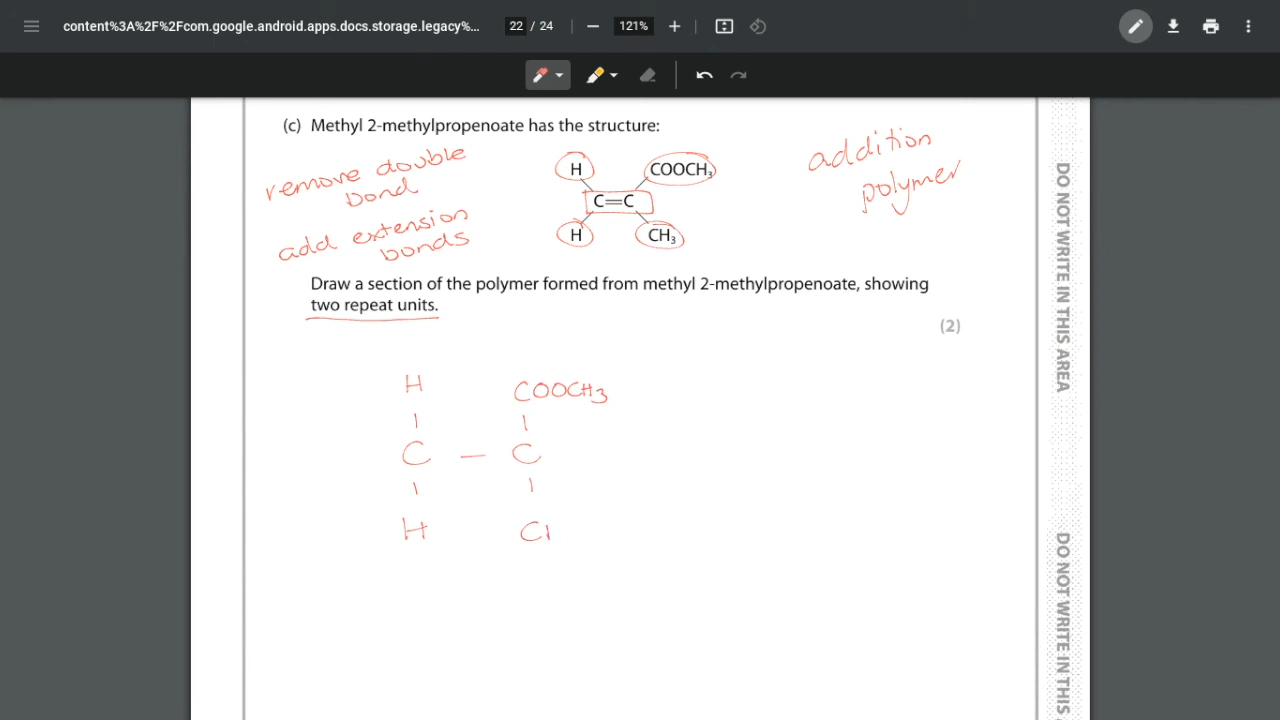 content%3A%2F%2Fcom.google.android.apps.docs.storage.legacy%...
22 / 24
121%
(c) Methyl 2-methylpropenoate has the structure:
remove double
bond
add extension
bonds
H
COOCH₃
C=C
H
CH₃
addition
polymer
Draw a section of the polymer formed from methyl 2-methylpropenoate, showing
two repeat units.
(2)
H
COOCH3
C – C
H
DO NOT WRITE IN THIS AREA
DO NOT WRITE IN THIS